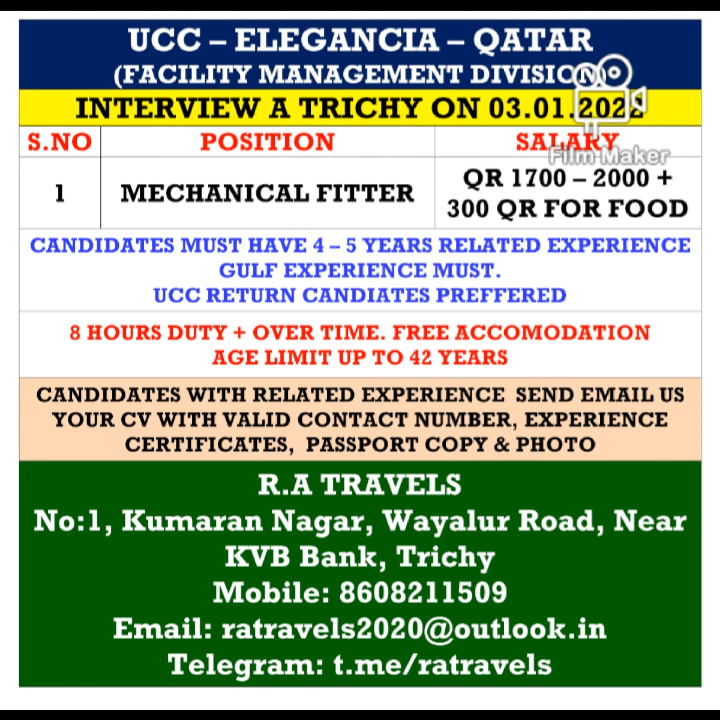 UCC – ELEGANCIA – QATAR
(FACILITY MANAGEMENT DIVISION)
INTERVIEW A TRICHY ON 03.01.2022
S.NO POSITION SALARY
Film Maker
1 MECHANICAL FITTER QR 1700 – 2000 +
300 QR FOR FOOD
CANDIDATES MUST HAVE 4 – 5 YEARS RELATED EXPERIENCE
GULF EXPERIENCE MUST.
UCC RETURN CANDIATES PREFFERED
8 HOURS DUTY + OVER TIME. FREE ACCOMODATION
AGE LIMIT UP TO 42 YEARS
CANDIDATES WITH RELATED EXPERIENCE SEND EMAIL US
YOUR CV WITH VALID CONTACT NUMBER, EXPERIENCE
CERTIFICATES, PASSPORT COPY & PHOTO
R.A TRAVELS
No:1, Kumaran Nagar, Wayalur Road, Near
KVB Bank, Trichy
Mobile: 8608211509
Email: ratravels2020@outlook.in
Telegram: t.me/ratravels